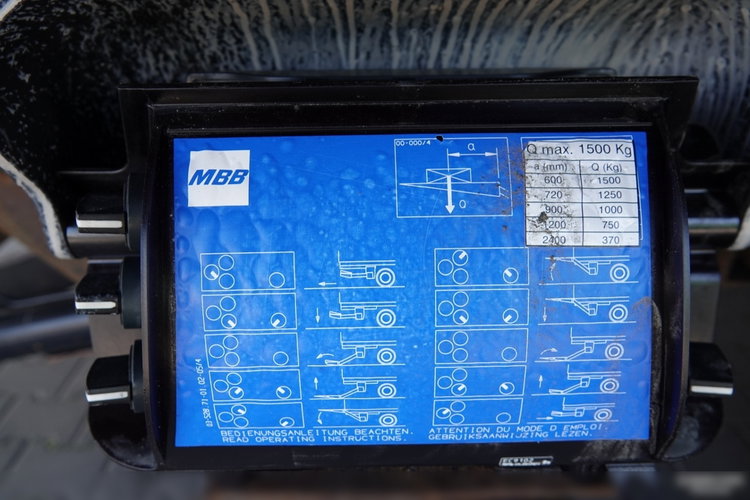 MBB
00-000/4
a
Q
Q max. 1500 Kg
a (mm) Q (Kg)
600 1500
720 1250
900 1000
1200 750
2400 370
BEDIENUNGSANLEITUNG BEACHTEN.
READ OPERATING INSTRUCTIONS.
ATTENTION DU MODE D EMPLOI.
GEBRUIKSAANWIJZING LEZEN.